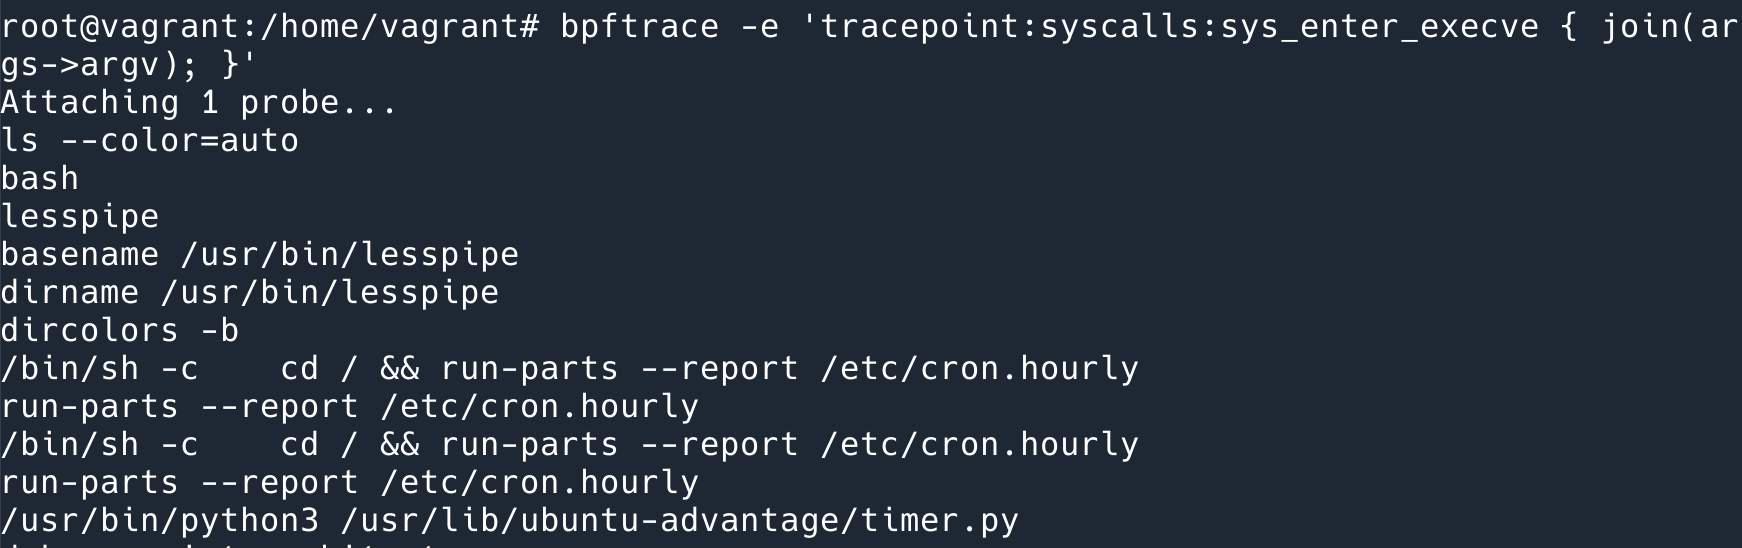 root@vagrant:/home/vagrant# bpftrace -e 'tracepoint:syscalls:sys_enter_execve { join(ar
gs->argv); }'
Attaching 1 probe...
ls --color=auto
bash
lesspipe
basename /usr/bin/lesspipe
dirname /usr/bin/lesspipe
dircolors -b
/bin/sh -c    cd / && run-parts --report /etc/cron.hourly
run-parts --report /etc/cron.hourly
/bin/sh -c    cd / && run-parts --report /etc/cron.hourly
run-parts --report /etc/cron.hourly
/usr/bin/python3 /usr/lib/ubuntu-advantage/timer.py